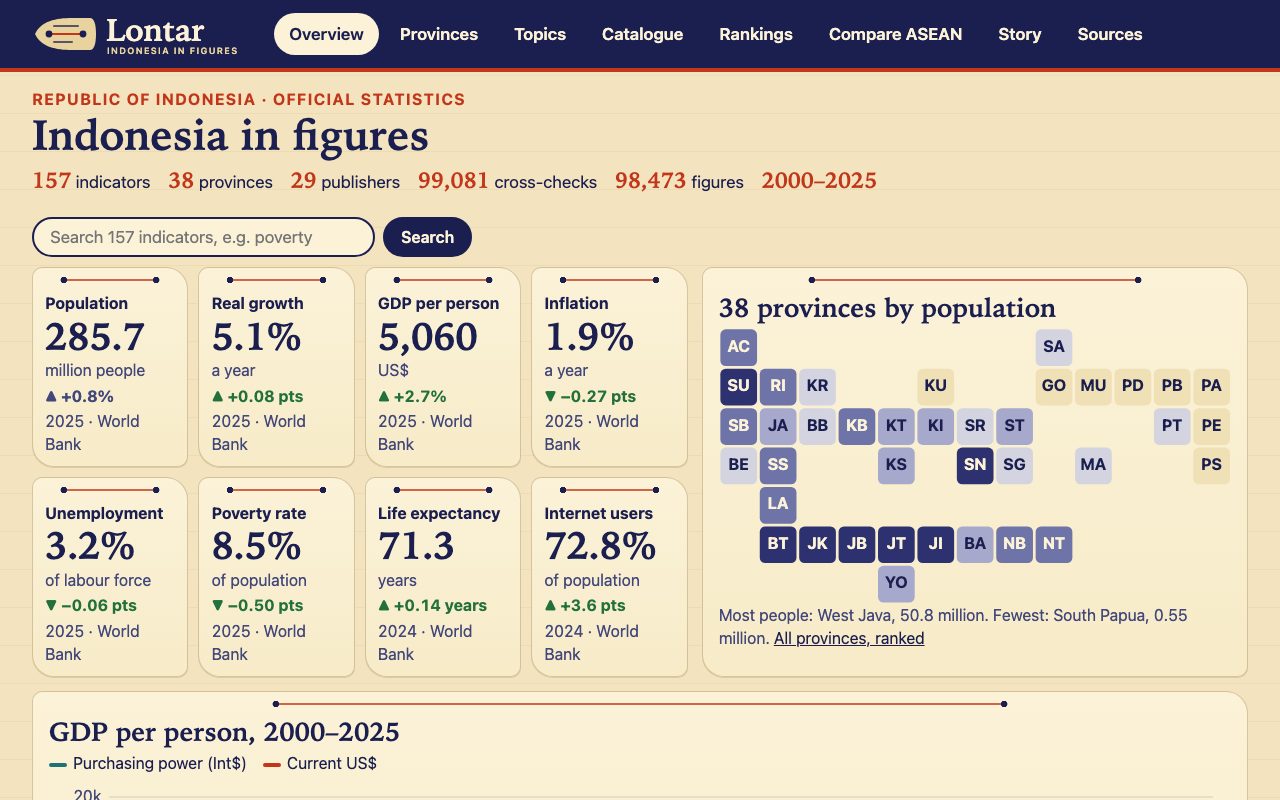 Lontar
INDONESIA IN FIGURES
Overview
Provinces
Topics
Catalogue
Rankings
Compare ASEAN
Story
Sources
REPUBLIC OF INDONESIA · OFFICIAL STATISTICS
Indonesia in figures
157 indicators 38 provinces 29 publishers 99,081 cross-checks 98,473 figures 2000–2025
Search 157 indicators, e.g. poverty
Search
Population
285.7
million people
▲ +0.8%
2025 · World
Bank
Real growth
5.1%
a year
▲ +0.08 pts
2025 · World
Bank
GDP per person
5,060
US$
▲ +2.7%
2025 · World
Bank
Inflation
1.9%
a year
▼ −0.27 pts
2025 · World
Bank
Unemployment
3.2%
of labour force
▼ −0.06 pts
2025 · World
Bank
Poverty rate
8.5%
of population
▼ −0.50 pts
2025 · World
Bank
Life expectancy
71.3
years
▲ +0.14 years
2024 · World
Bank
Internet users
72.8%
of population
▲ +3.6 pts
2024 · World
Bank
38 provinces by population
AC SA
SU RI KR KU GO MU PD PB PA
SB JA BB KB KT KI SR ST PT PE
BE SS KS SN SG MA PS
LA
BT JK JB JT JI BA NB NT
YO
Most people: West Java, 50.8 million. Fewest: South Papua, 0.55
million. All provinces, ranked
GDP per person, 2000–2025
Purchasing power (Int$) Current US$
20k